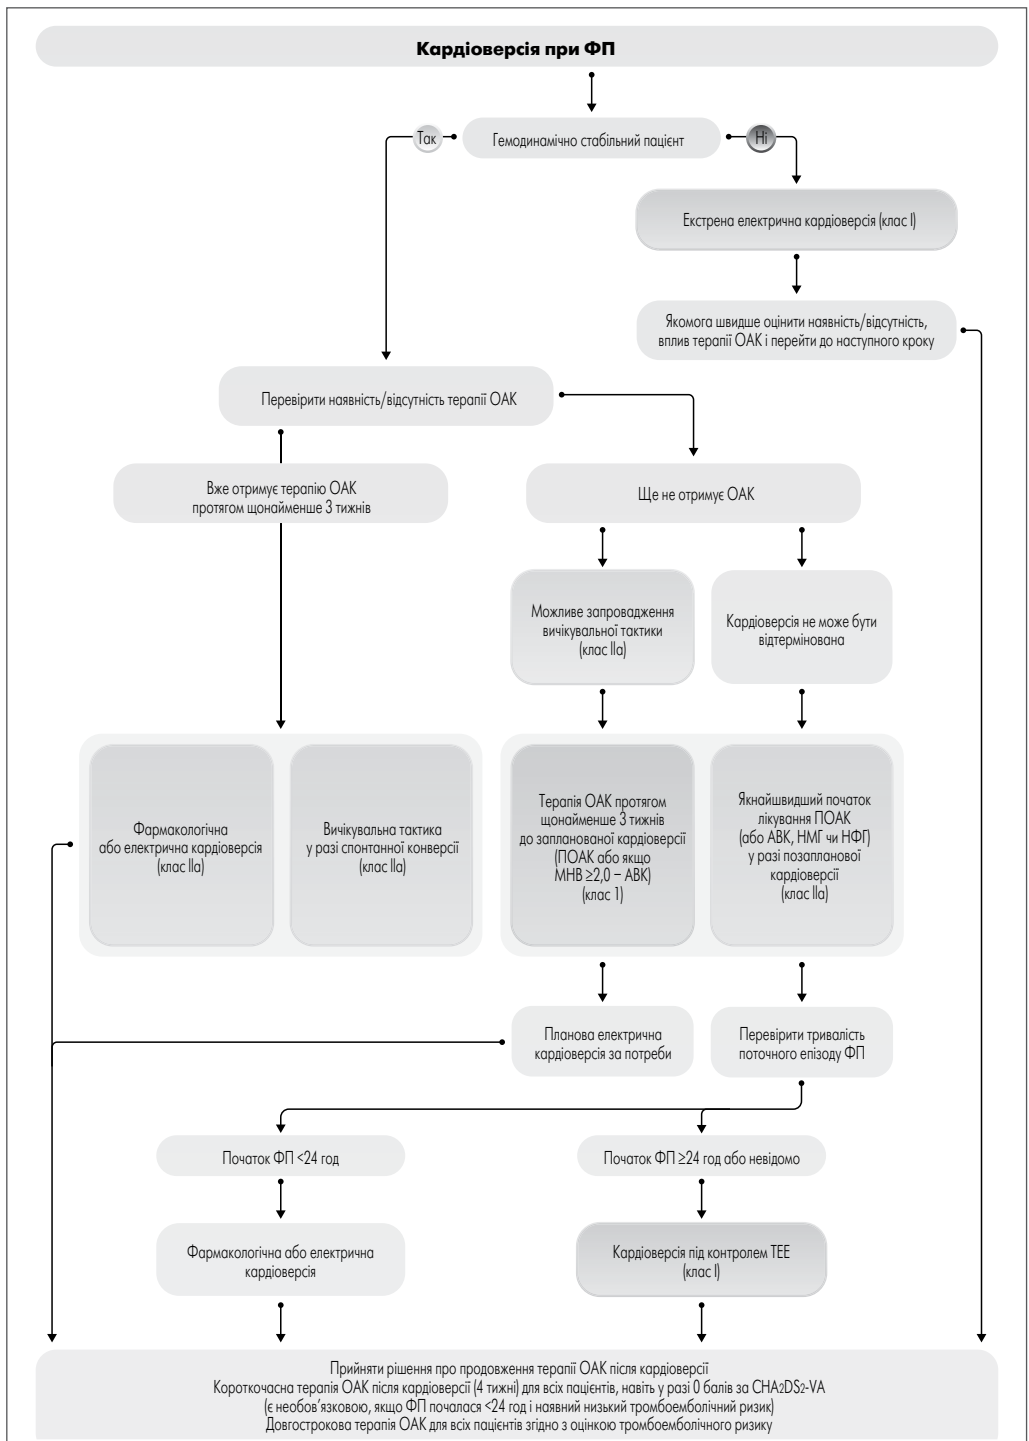 Кардіоверсія при ФП
Так
Гемодинамічно стабільний пацієнт
Ні
Екстрена електрична кардіоверсія (клас I)
Якомога швидше оцінити наявність/відсутність,
вплив терапії ОАК і перейти до наступного кроку
Перевірити наявність/відсутність терапії ОАК
Вже отримує терапію ОАК
протягом щонайменше 3 тижнів
Ще не отримує ОАК
Можливе запровадження
вичікувальної тактики
(клас IIa)
Кардіоверсія не може бути
відтермінована
Фармакологічна
або електрична кардіоверсія
(клас IIa)
Вичікувальна тактика
у разі спонтанної конверсії
(клас IIa)
Терапія ОАК протягом
щонайменше 3 тижнів
до запланованої кардіоверсії
(ПОАК або якщо
МНВ ≥2,0 – АВК)
(клас 1)
Якнайшвидший початок
лікування ПОАК
(або АВК, НМГ чи НФГ)
у разі позапланової
кардіоверсії
(клас IIa)
Планова електрична
кардіоверсія за потреби
Перевірити тривалість
поточного епізоду ФП
Початок ФП <24 год
Початок ФП ≥24 год або невідомо
Фармакологічна або електрична
кардіоверсія
Кардіоверсія під контролем ТЕЕ
(клас I)
Прийняти рішення про продовження терапії ОАК після кардіоверсії
Короткочасна терапія ОАК після кардіоверсії (4 тижні) для всіх пацієнтів, навіть у разі 0 балів за CHA2DS2-VA
(є необов’язковою, якщо ФП почалася <24 год і наявний низький тромбоемболічний ризик)
Довгострокова терапія ОАК для всіх пацієнтів згідно з оцінкою тромбоемболічного ризику